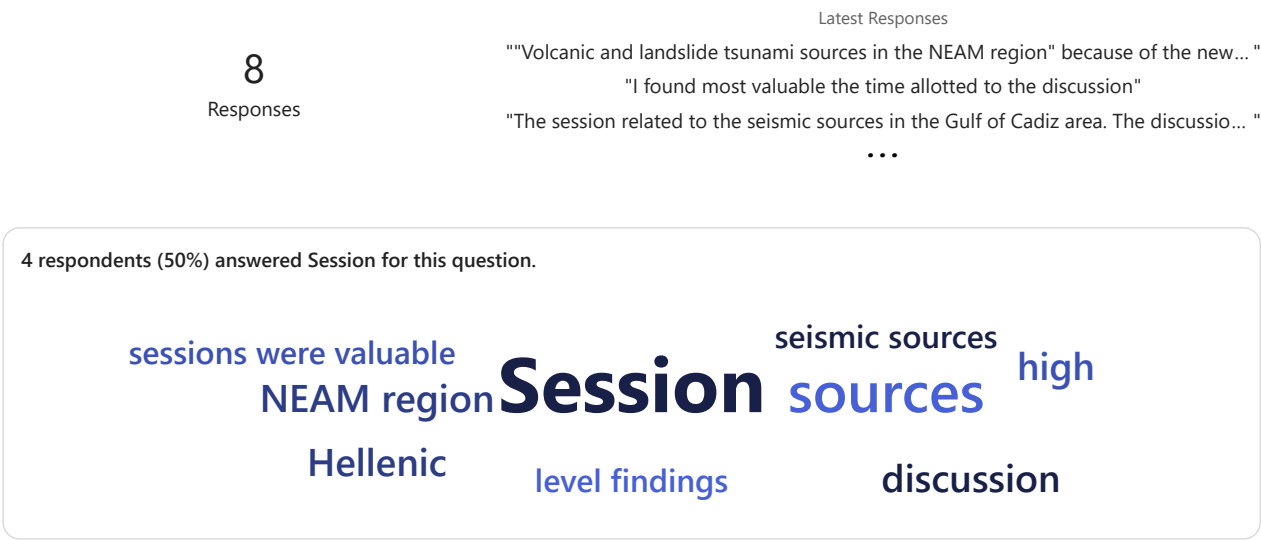 8
Responses
Latest Responses
""Volcanic and landslide tsunami sources in the NEAM region" because of the new... "
"I found most valuable the time allotted to the discussion"
"The session related to the seismic sources in the Gulf of Cadiz area. The discussio... "
...
4 respondents (50%) answered Session for this question.
sessions were valuable
seismic sources
high
NEAM region
Session
sources
Hellenic
level findings
discussion